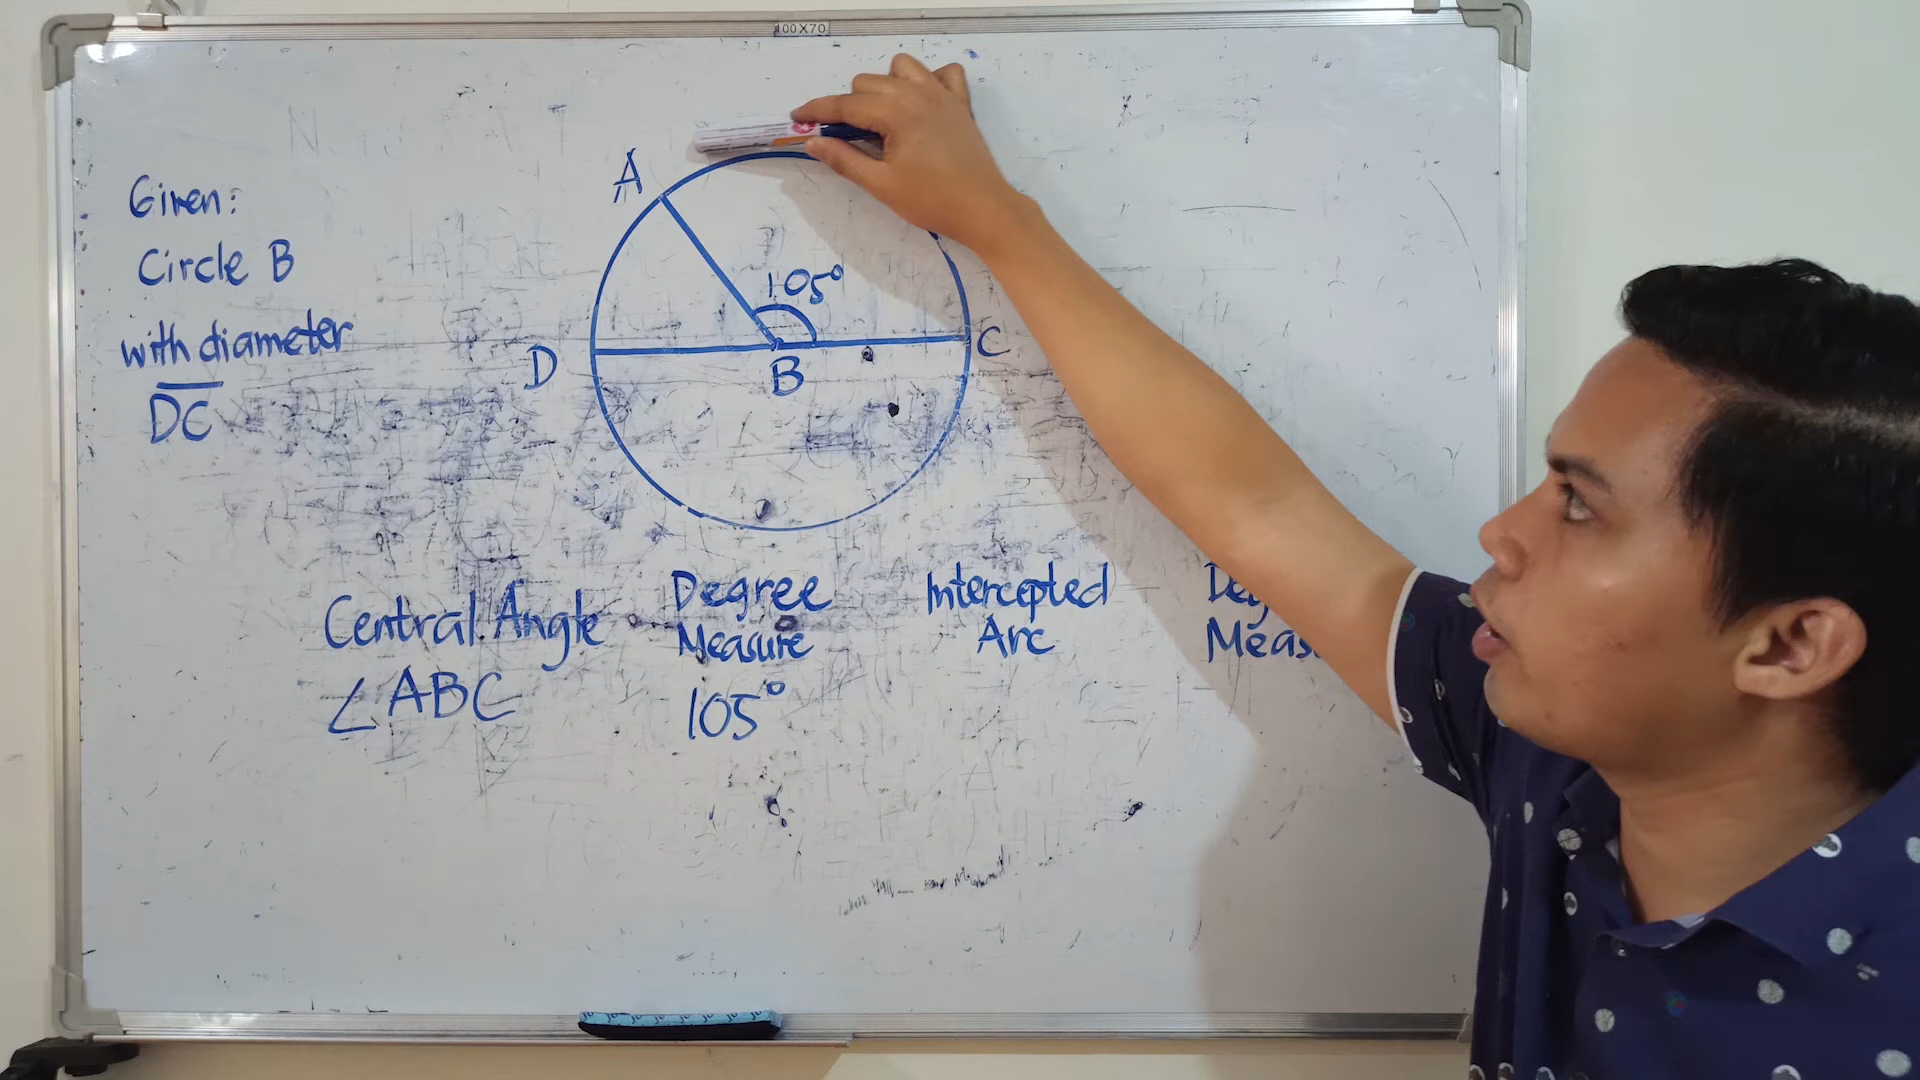 100X70
Given:
Circle B
with diameter
DC
A
105°
D
B
C
Central Angle
Degree
Measure
Intercepted
Arc
∠ABC
105°